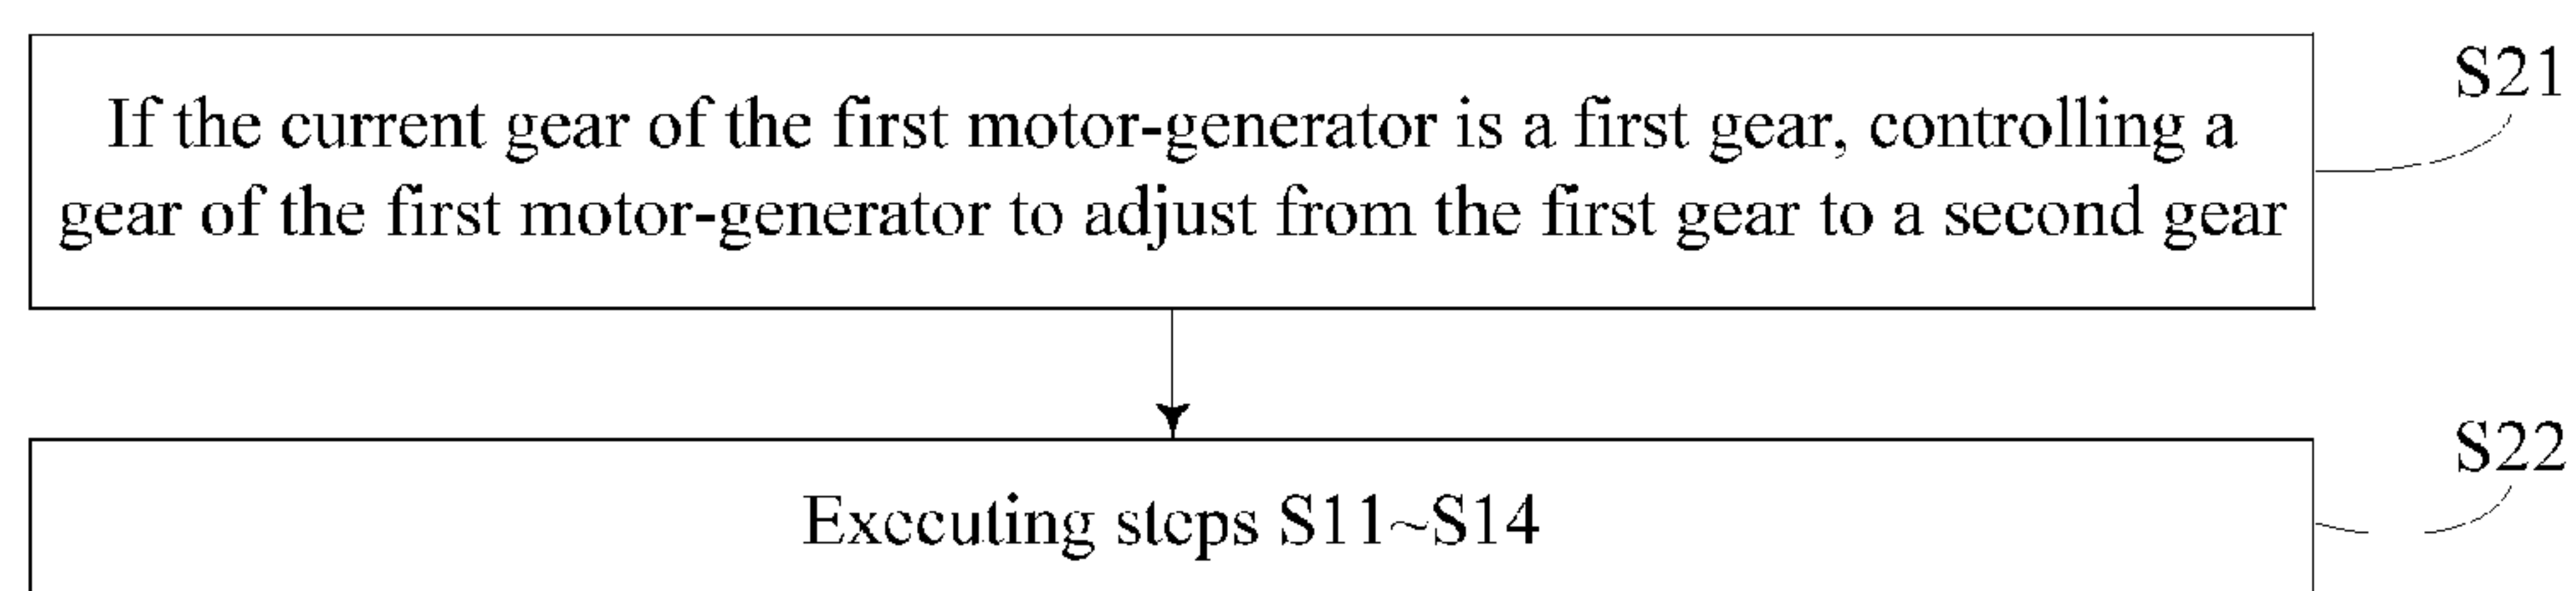 S21
If the current gear of the first motor-generator is a first gear, controlling a
gear of the first motor-generator to adjust from the first gear to a second gear
S22
Executing steps S11~S14